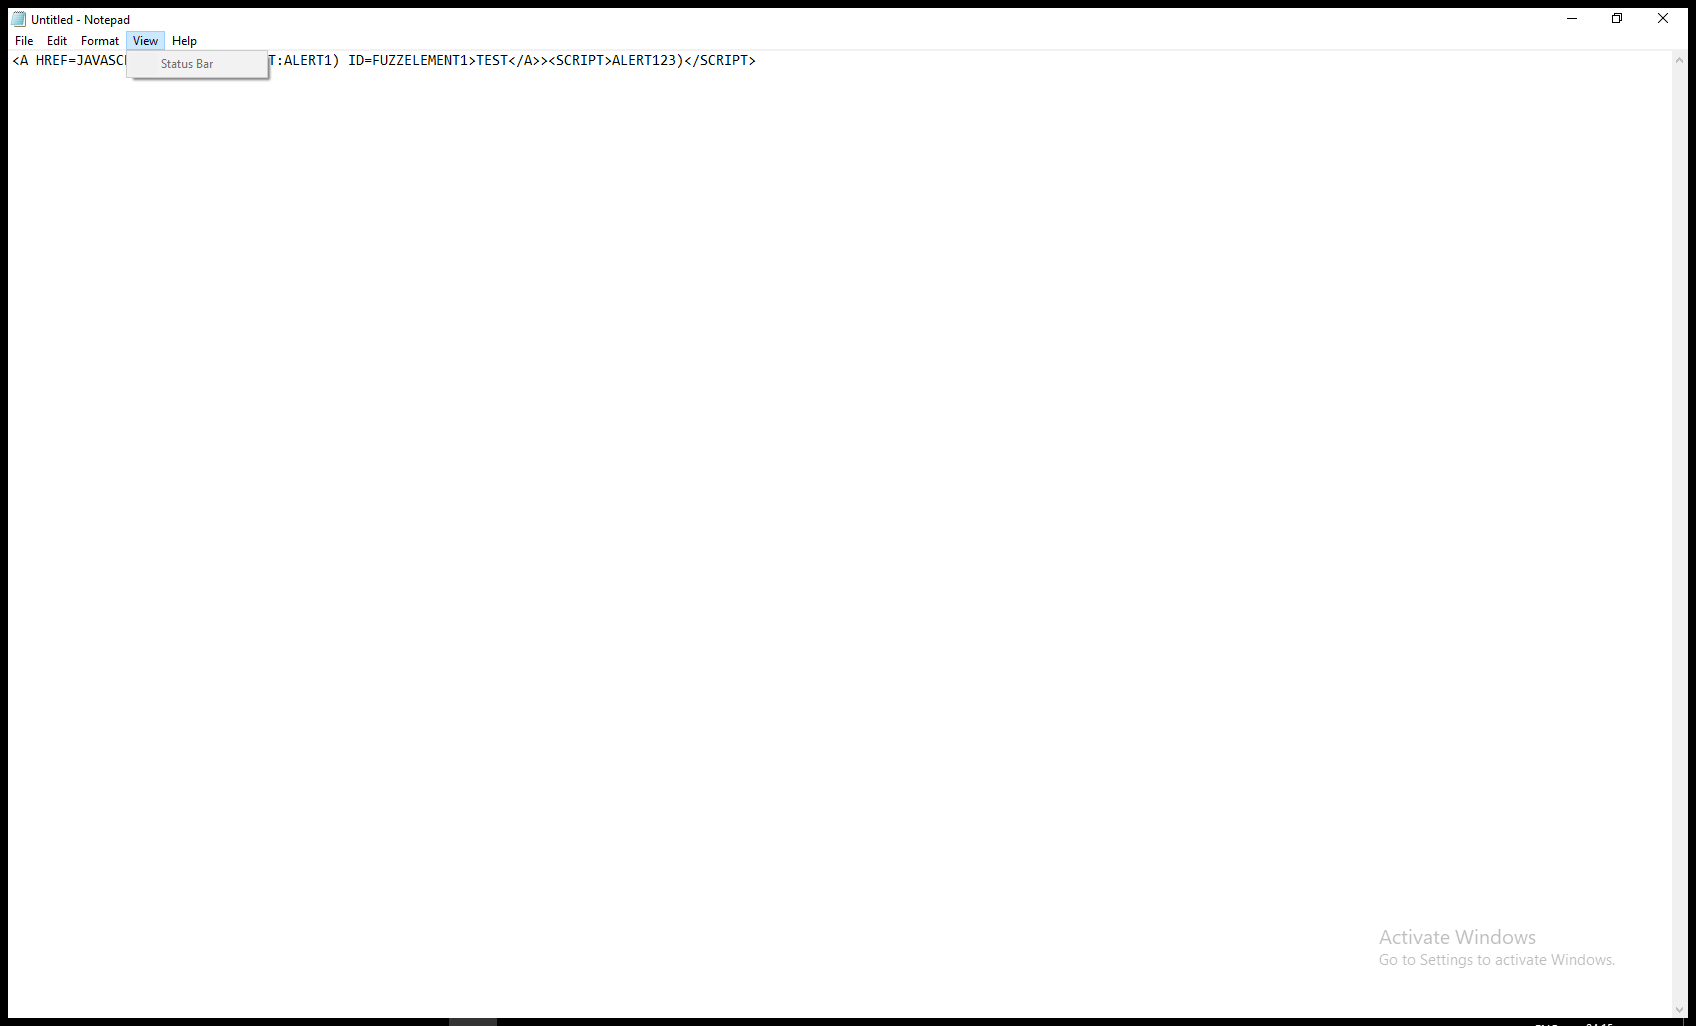 Untitled - Notepad
File Edit Format View Help
<A HREF=JAVASC T:ALERT1) ID=FUZZELEMENT1>TEST</A>><SCRIPT>ALERT123)</SCRIPT>
Status Bar
Activate Windows
Go to Settings to activate Windows.